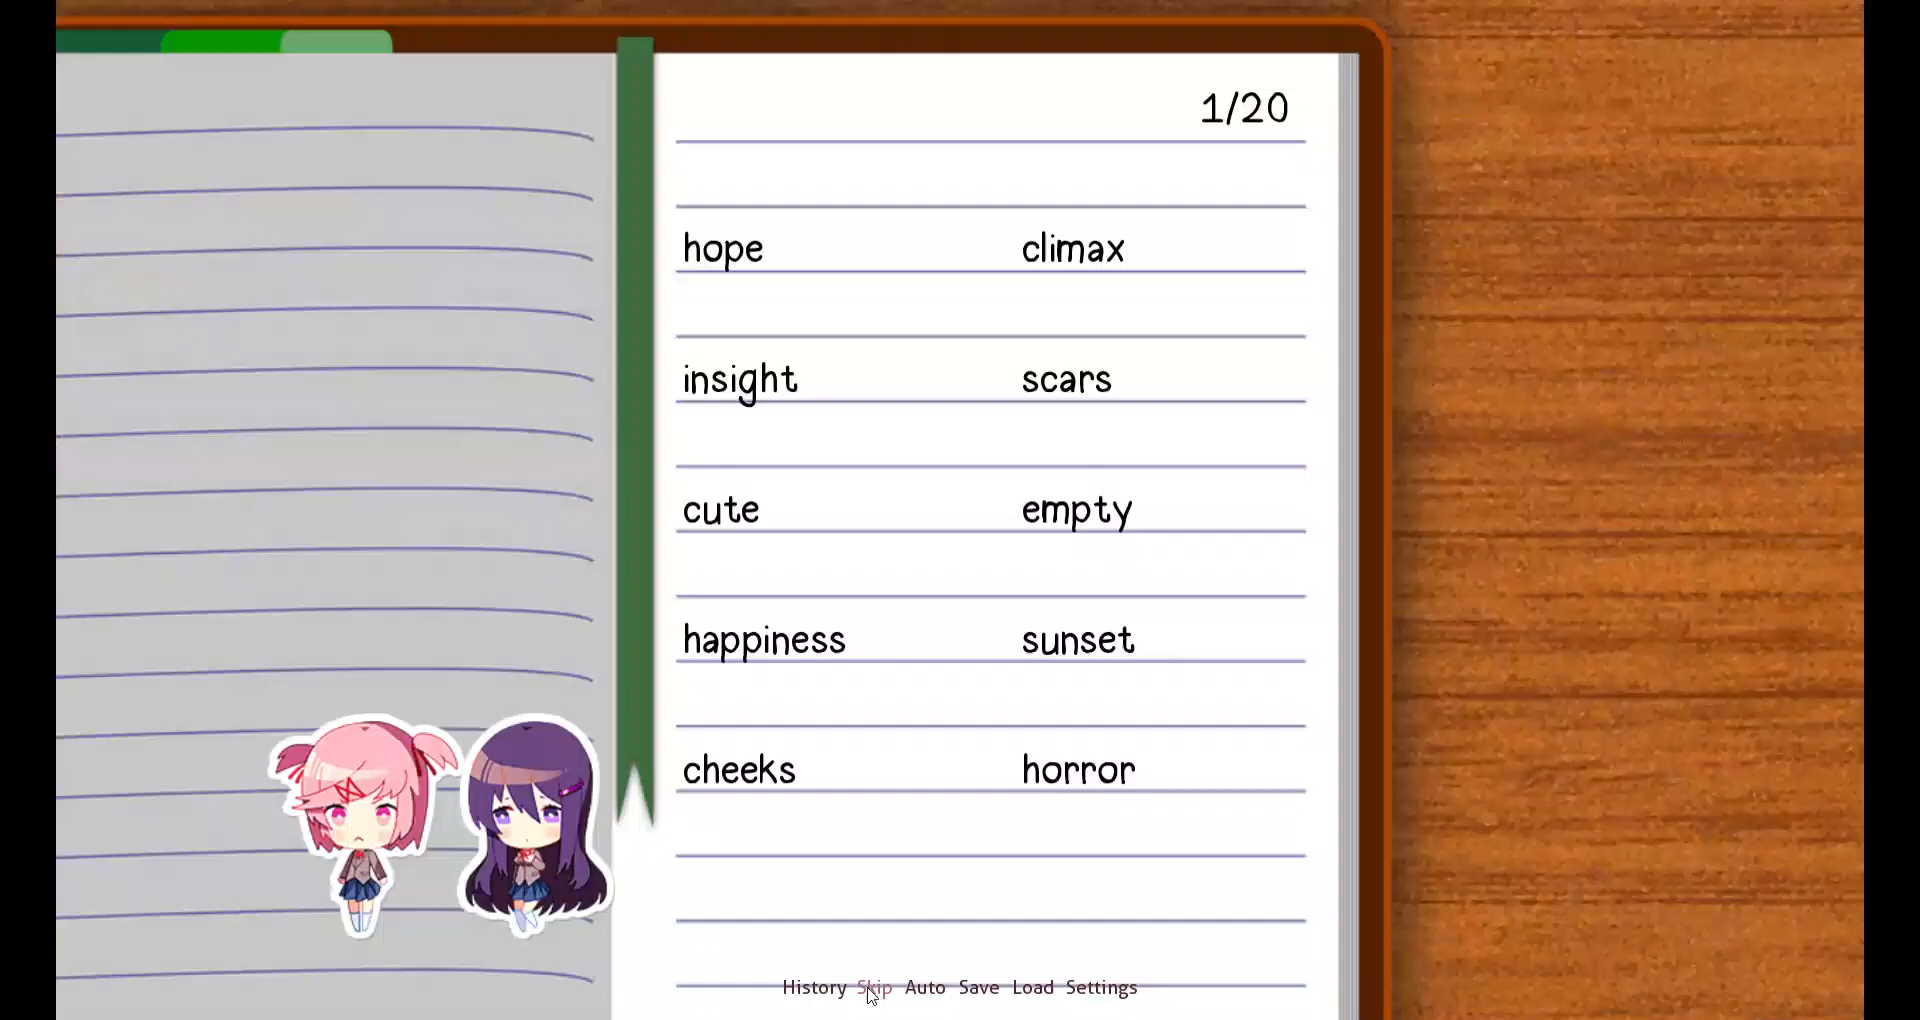 1/20
hope climax
insight scars
cute empty
happiness sunset
cheeks horror
History Skip Auto Save Load Settings